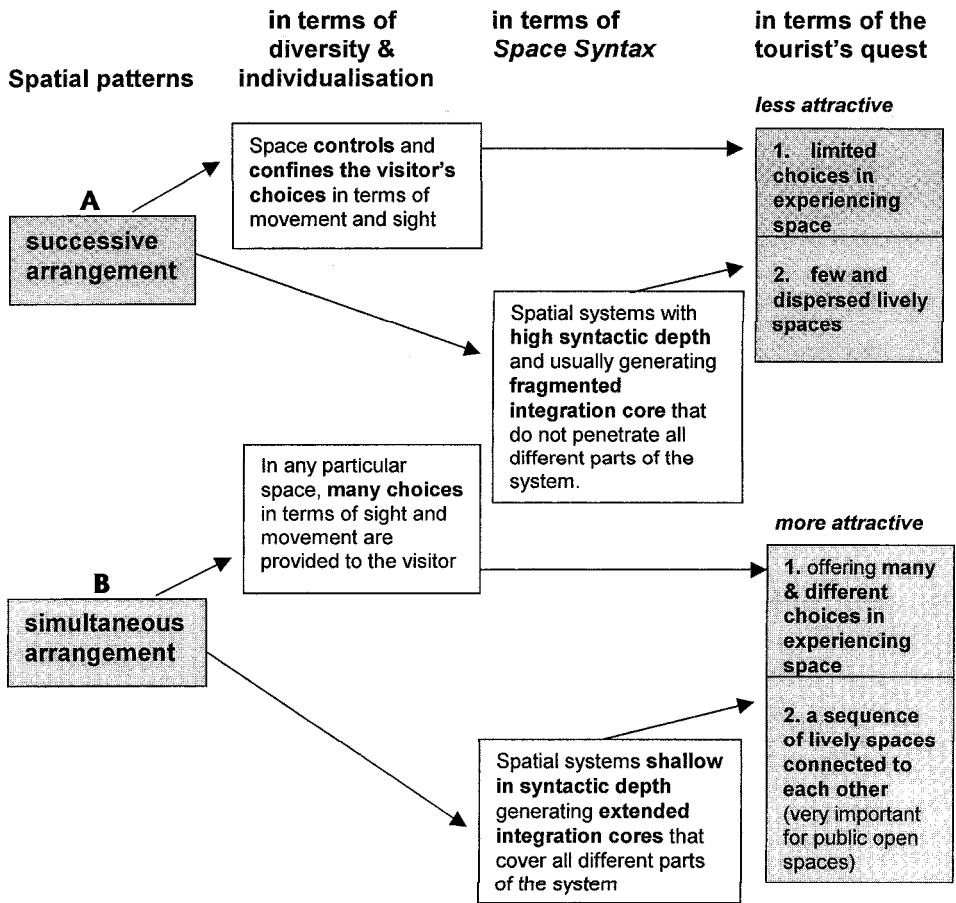 Spatial patterns
in terms of
diversity &
individualisation
in terms of
Space Syntax
in terms of the
tourist's quest
less attractive
A
successive
arrangement
Space controls and
confines the visitor's
choices in terms of
movement and sight
1. limited
choices in
experiencing
space
2. few and
dispersed lively
spaces
Spatial systems with
high syntactic depth
and usually generating
fragmented
integration core that
do not penetrate all
different parts of the
system.
In any particular
space, many choices
in terms of sight and
movement are
provided to the visitor
more attractive
B
simultaneous
arrangement
1. offering many
& different
choices in
experiencing
space
2. a sequence
of lively spaces
connected to
each other
(very important
for public open
spaces)
Spatial systems shallow
in syntactic depth
generating extended
integration cores that
cover all different parts
of the system